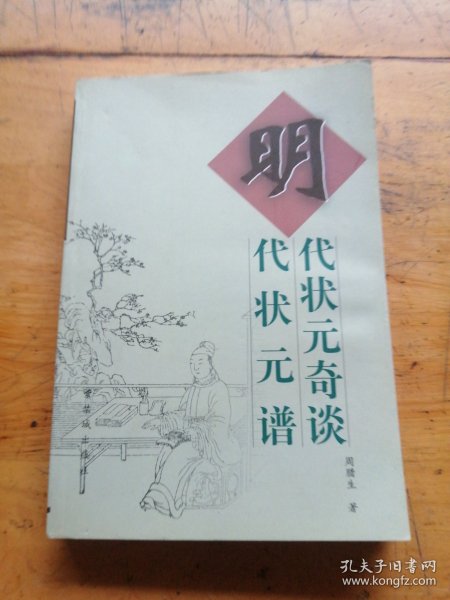 明
代状元奇谈
代状元谱
周腊生 著
紫禁城出版社
孔夫子旧书网
www.kongfz.com